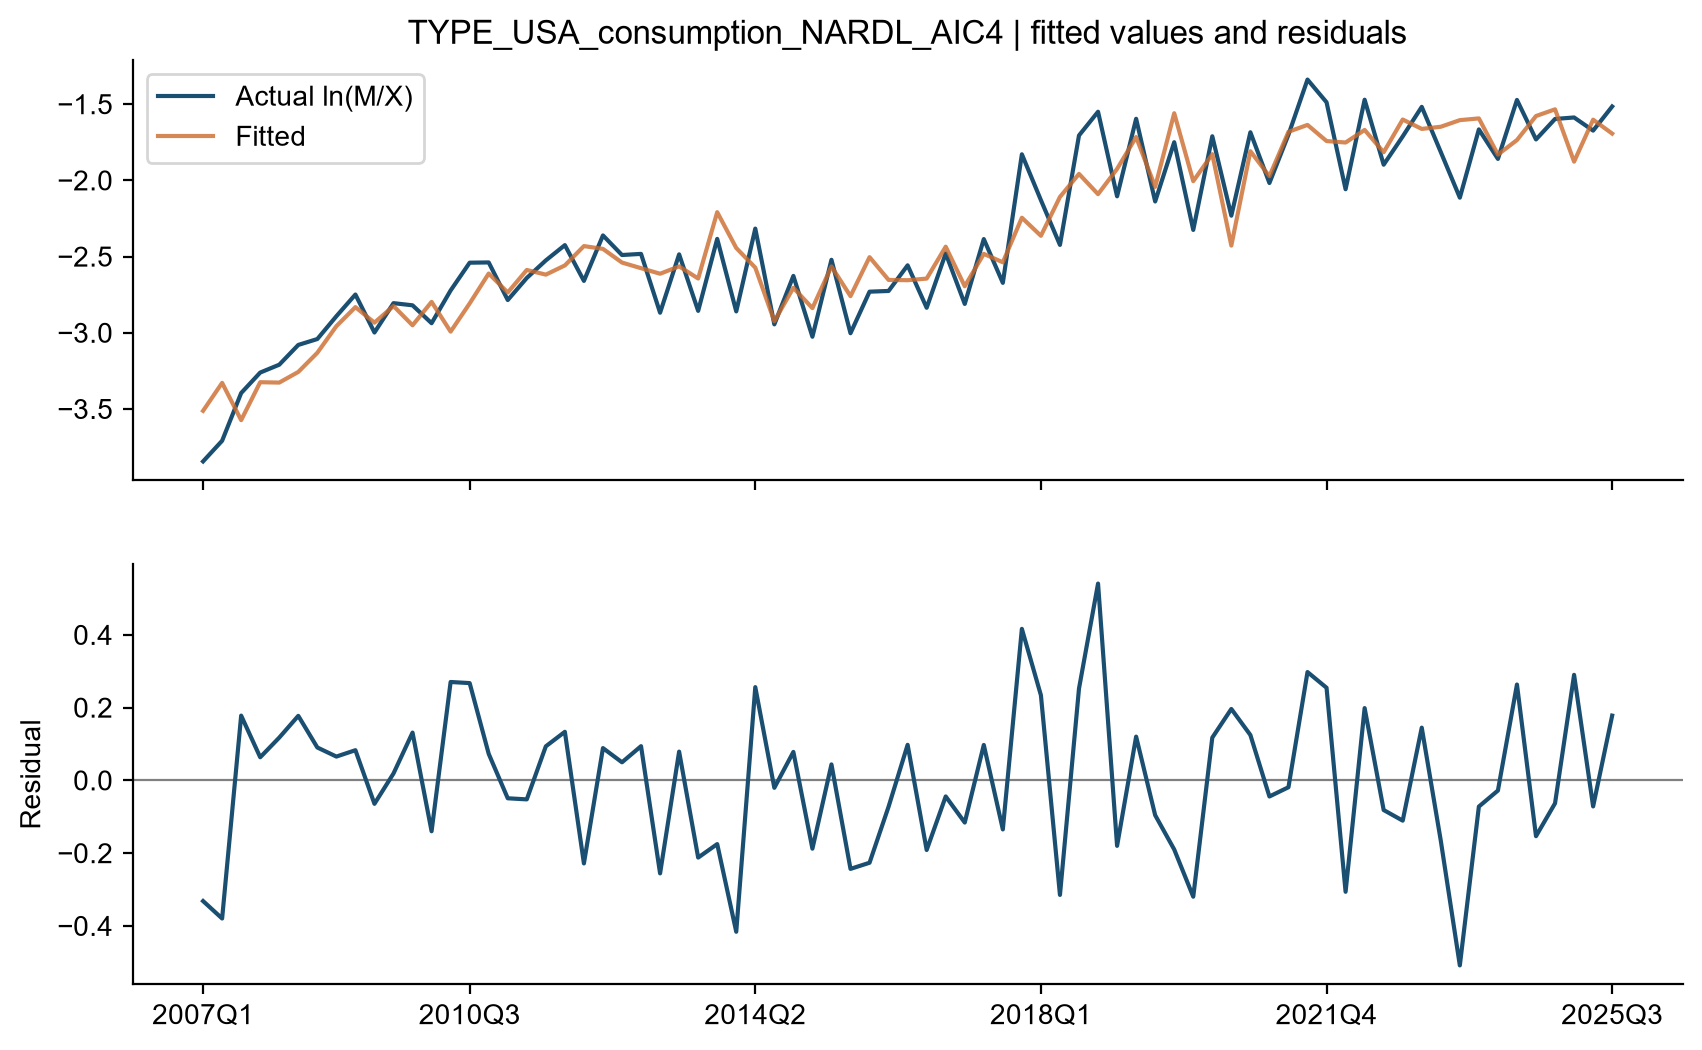 TYPE_USA_consumption_NARDL_AIC4 | fitted values and residuals
Actual ln(M/X)
Fitted
−1.5
−2.0
−2.5
−3.0
−3.5
Residual
0.4
0.2
0.0
−0.2
−0.4
2007Q1 2010Q3 2014Q2 2018Q1 2021Q4 2025Q3